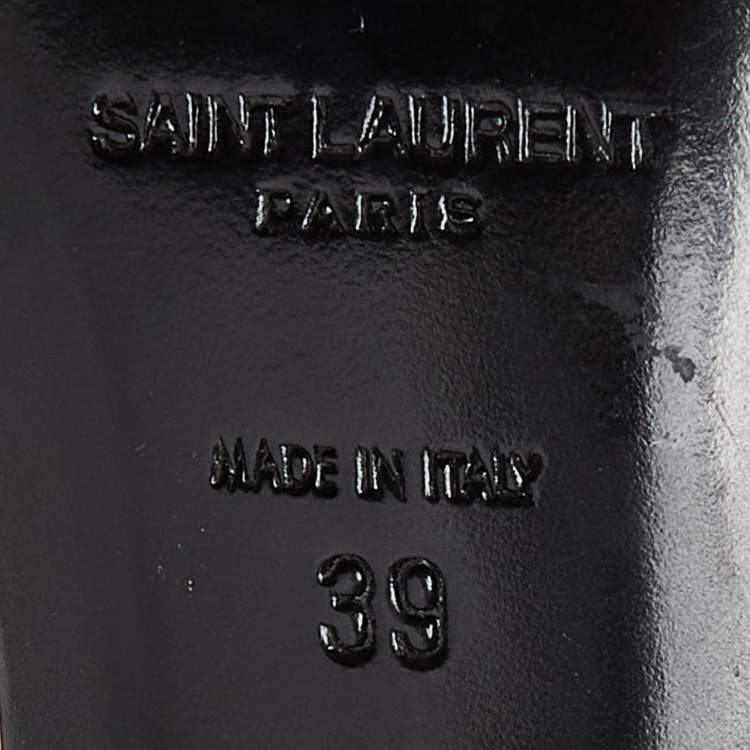 SAINT LAURENT
PARIS
MADE IN ITALY
39